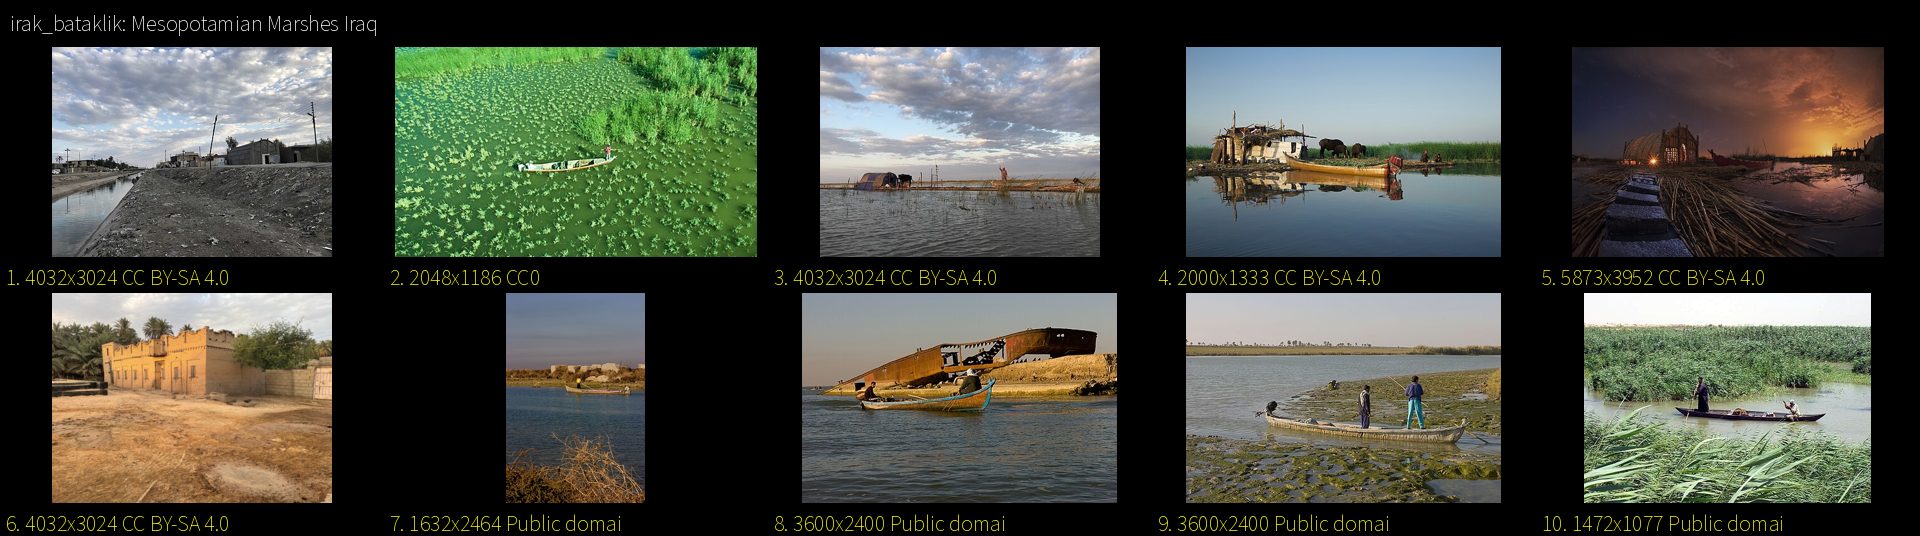 irak_bataklik: Mesopotamian Marshes Iraq
1. 4032x3024 CC BY-SA 4.0
2. 2048x1186 CC0
3. 4032x3024 CC BY-SA 4.0
4. 2000x1333 CC BY-SA 4.0
5. 5873x3952 CC BY-SA 4.0
6. 4032x3024 CC BY-SA 4.0
7. 1632x2464 Public domai
8. 3600x2400 Public domai
9. 3600x2400 Public domai
10. 1472x1077 Public domai